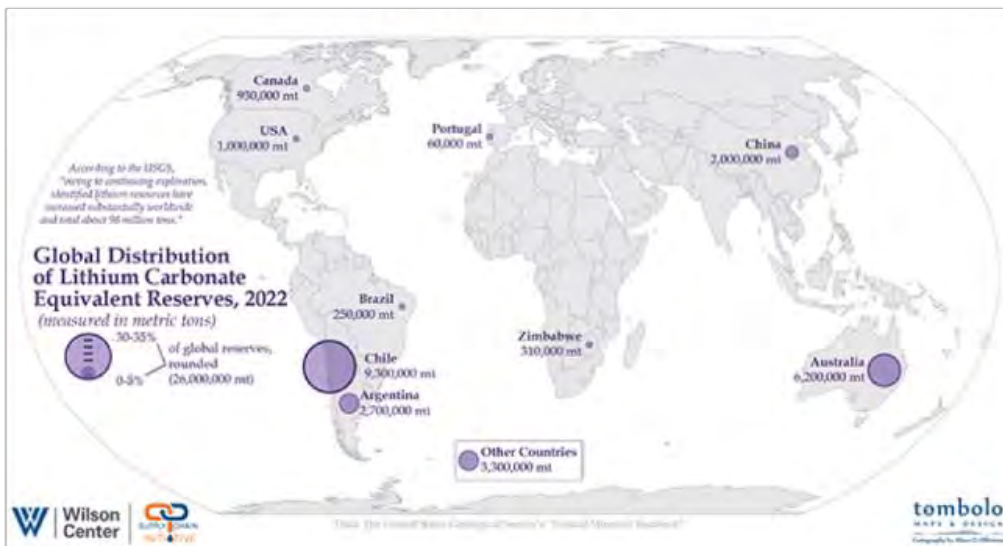 Canada
930,000 mt
USA
1,000,000 mt
Portugal
60,000 mt
China
2,000,000 mt
According to the USGS,
"owing to continuing exploration,
identified lithium resources have
increased substantially worldwide
and total about 98 million tons."
Global Distribution
of Lithium Carbonate
Equivalent Reserves, 2022
(measured in metric tons)
30-35%
of global reserves,
rounded
(26,000,000 mt)
0-5%
Brazil
250,000 mt
Zimbabwe
310,000 mt
Chile
9,300,000 mt
Australia
6,200,000 mt
Argentina
2,700,000 mt
Other Countries
3,300,000 mt
Wilson
Center
SUPPLY CHAIN
INITIATIVE
tombolo
MAPS & DESIGN